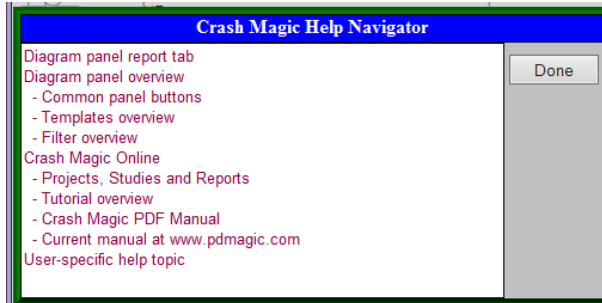 Crash Magic Help Navigator
Diagram panel report tab
Done
Diagram panel overview
- Common panel buttons
- Templates overview
- Filter overview
Crash Magic Online
- Projects, Studies and Reports
- Tutorial overview
- Crash Magic PDF Manual
- Current manual at www.pdmagic.com
User-specific help topic